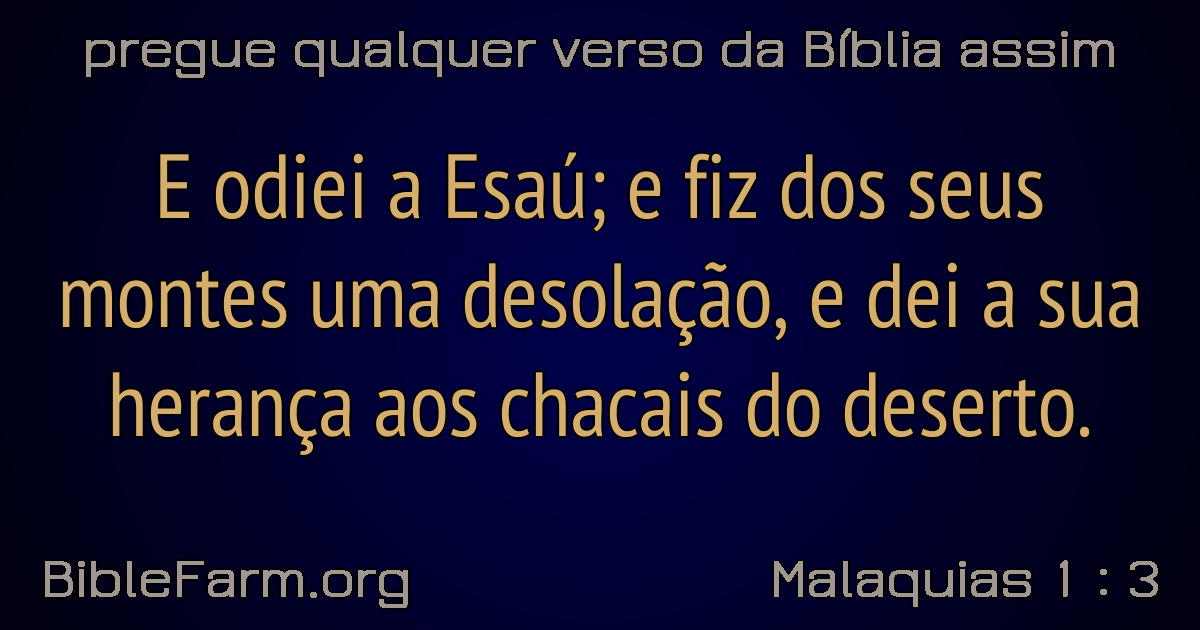 pregue qualquer verso da Bíblia assim
E odiei a Esaú; e fiz dos seus
montes uma desolação, e dei a sua
herança aos chacais do deserto.
BibleFarm.org
Malaquias 1 : 3